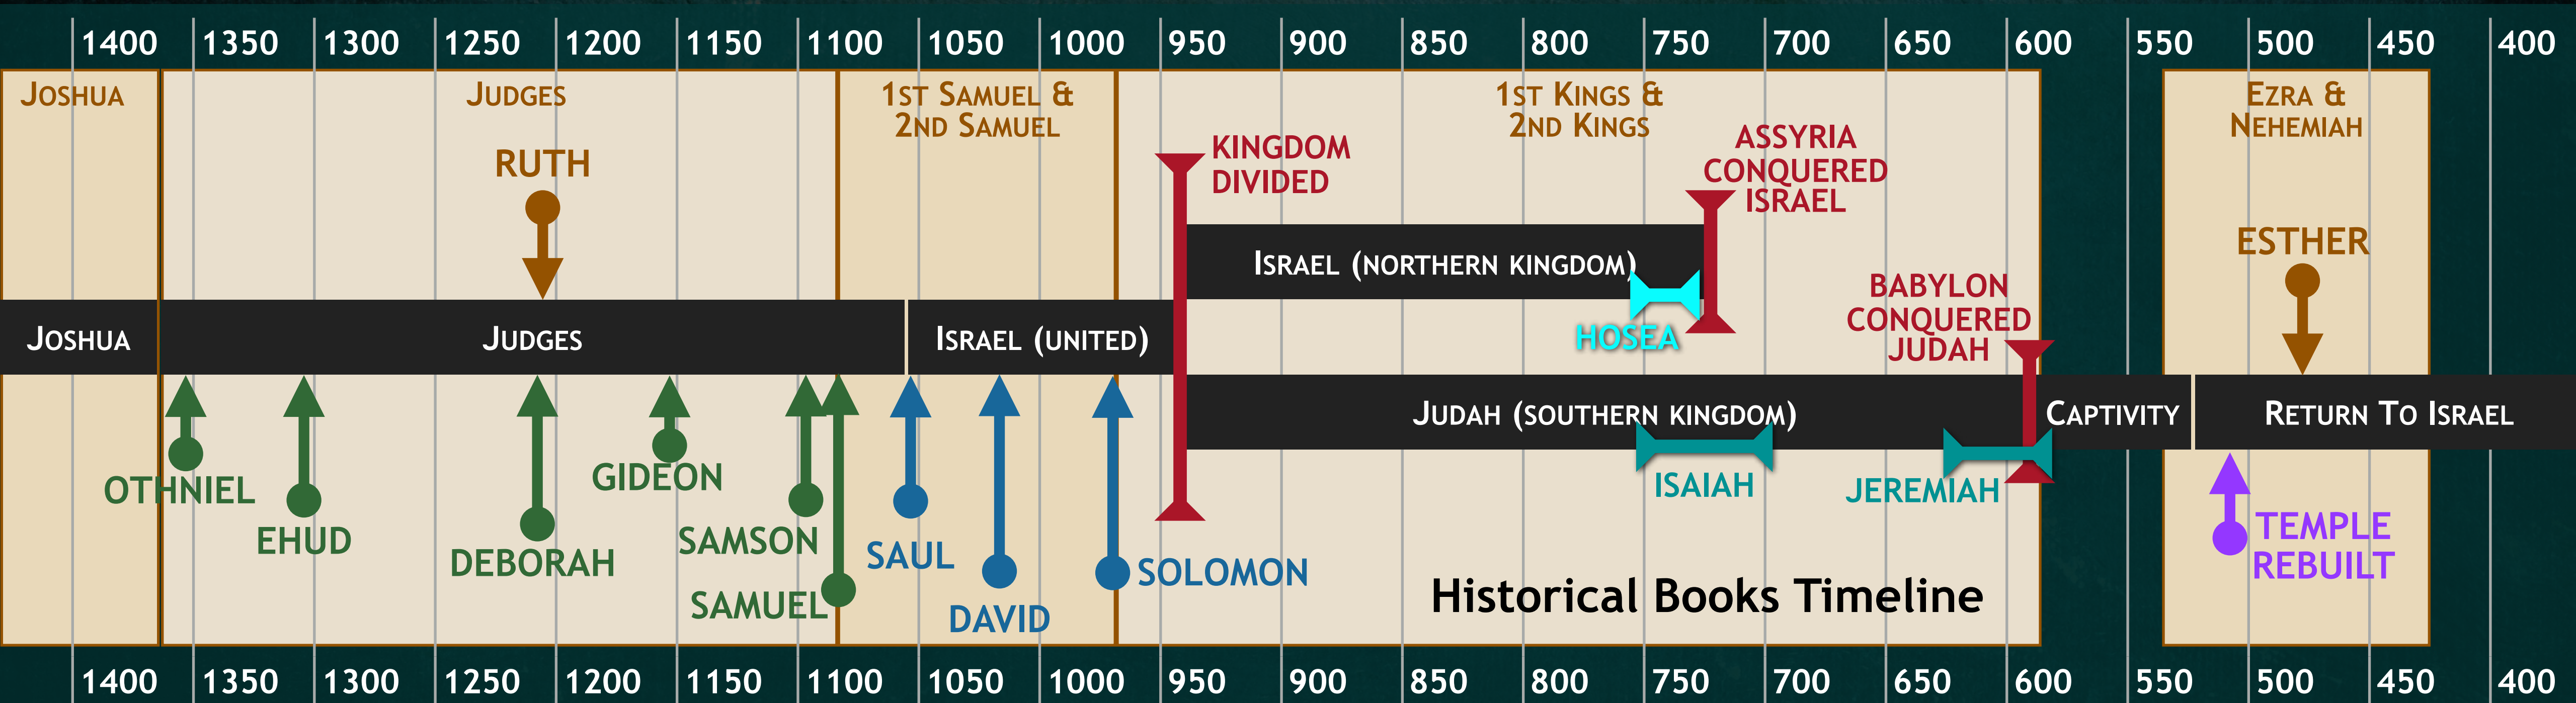 1400 1350 1300 1250 1200 1150 1100 1050 1000 950 900 850 800 750 700 650 600 550 500 450 400
Joshua
Judges
1st Samuel &
2nd Samuel
1st Kings &
2nd Kings
Ezra &
Nehemiah
RUTH
KINGDOM
DIVIDED
ASSYRIA
CONQUERED
ISRAEL
ESTHER
Israel (northern kingdom)
HOSEA
BABYLON
CONQUERED
JUDAH
Joshua
Judges
Israel (united)
Judah (southern kingdom)
Captivity
Return To Israel
OTHNIEL
EHUD
DEBORAH
GIDEON
SAMSON
SAMUEL
SAUL
DAVID
SOLOMON
ISAIAH
JEREMIAH
TEMPLE
REBUILT
Historical Books Timeline
1400 1350 1300 1250 1200 1150 1100 1050 1000 950 900 850 800 750 700 650 600 550 500 450 400